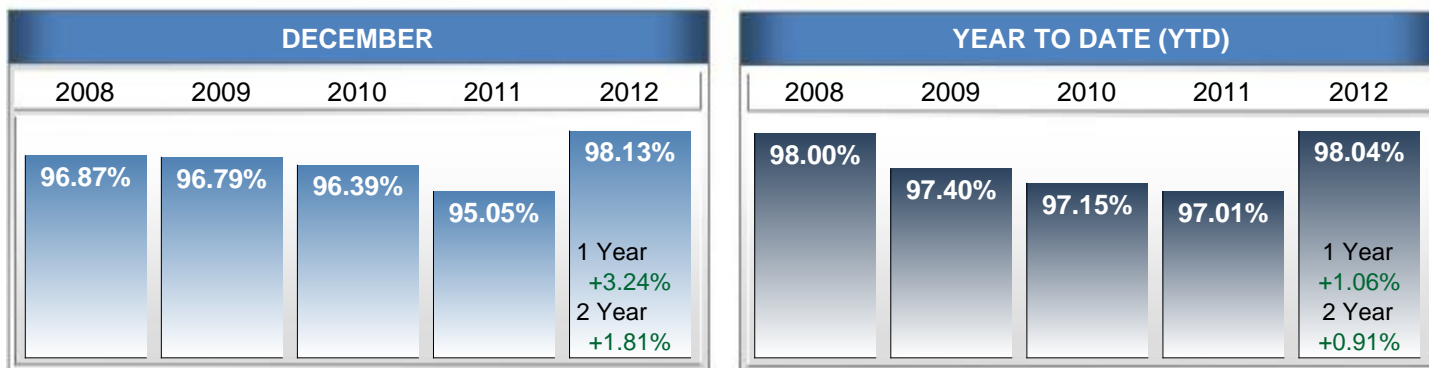 DECEMBER
2008 2009 2010 2011 2012
96.87% 96.79% 96.39% 95.05% 98.13%
1 Year
+3.24%
2 Year
+1.81%
YEAR TO DATE (YTD)
2008 2009 2010 2011 2012
98.00% 97.40% 97.15% 97.01% 98.04%
1 Year
+1.06%
2 Year
+0.91%